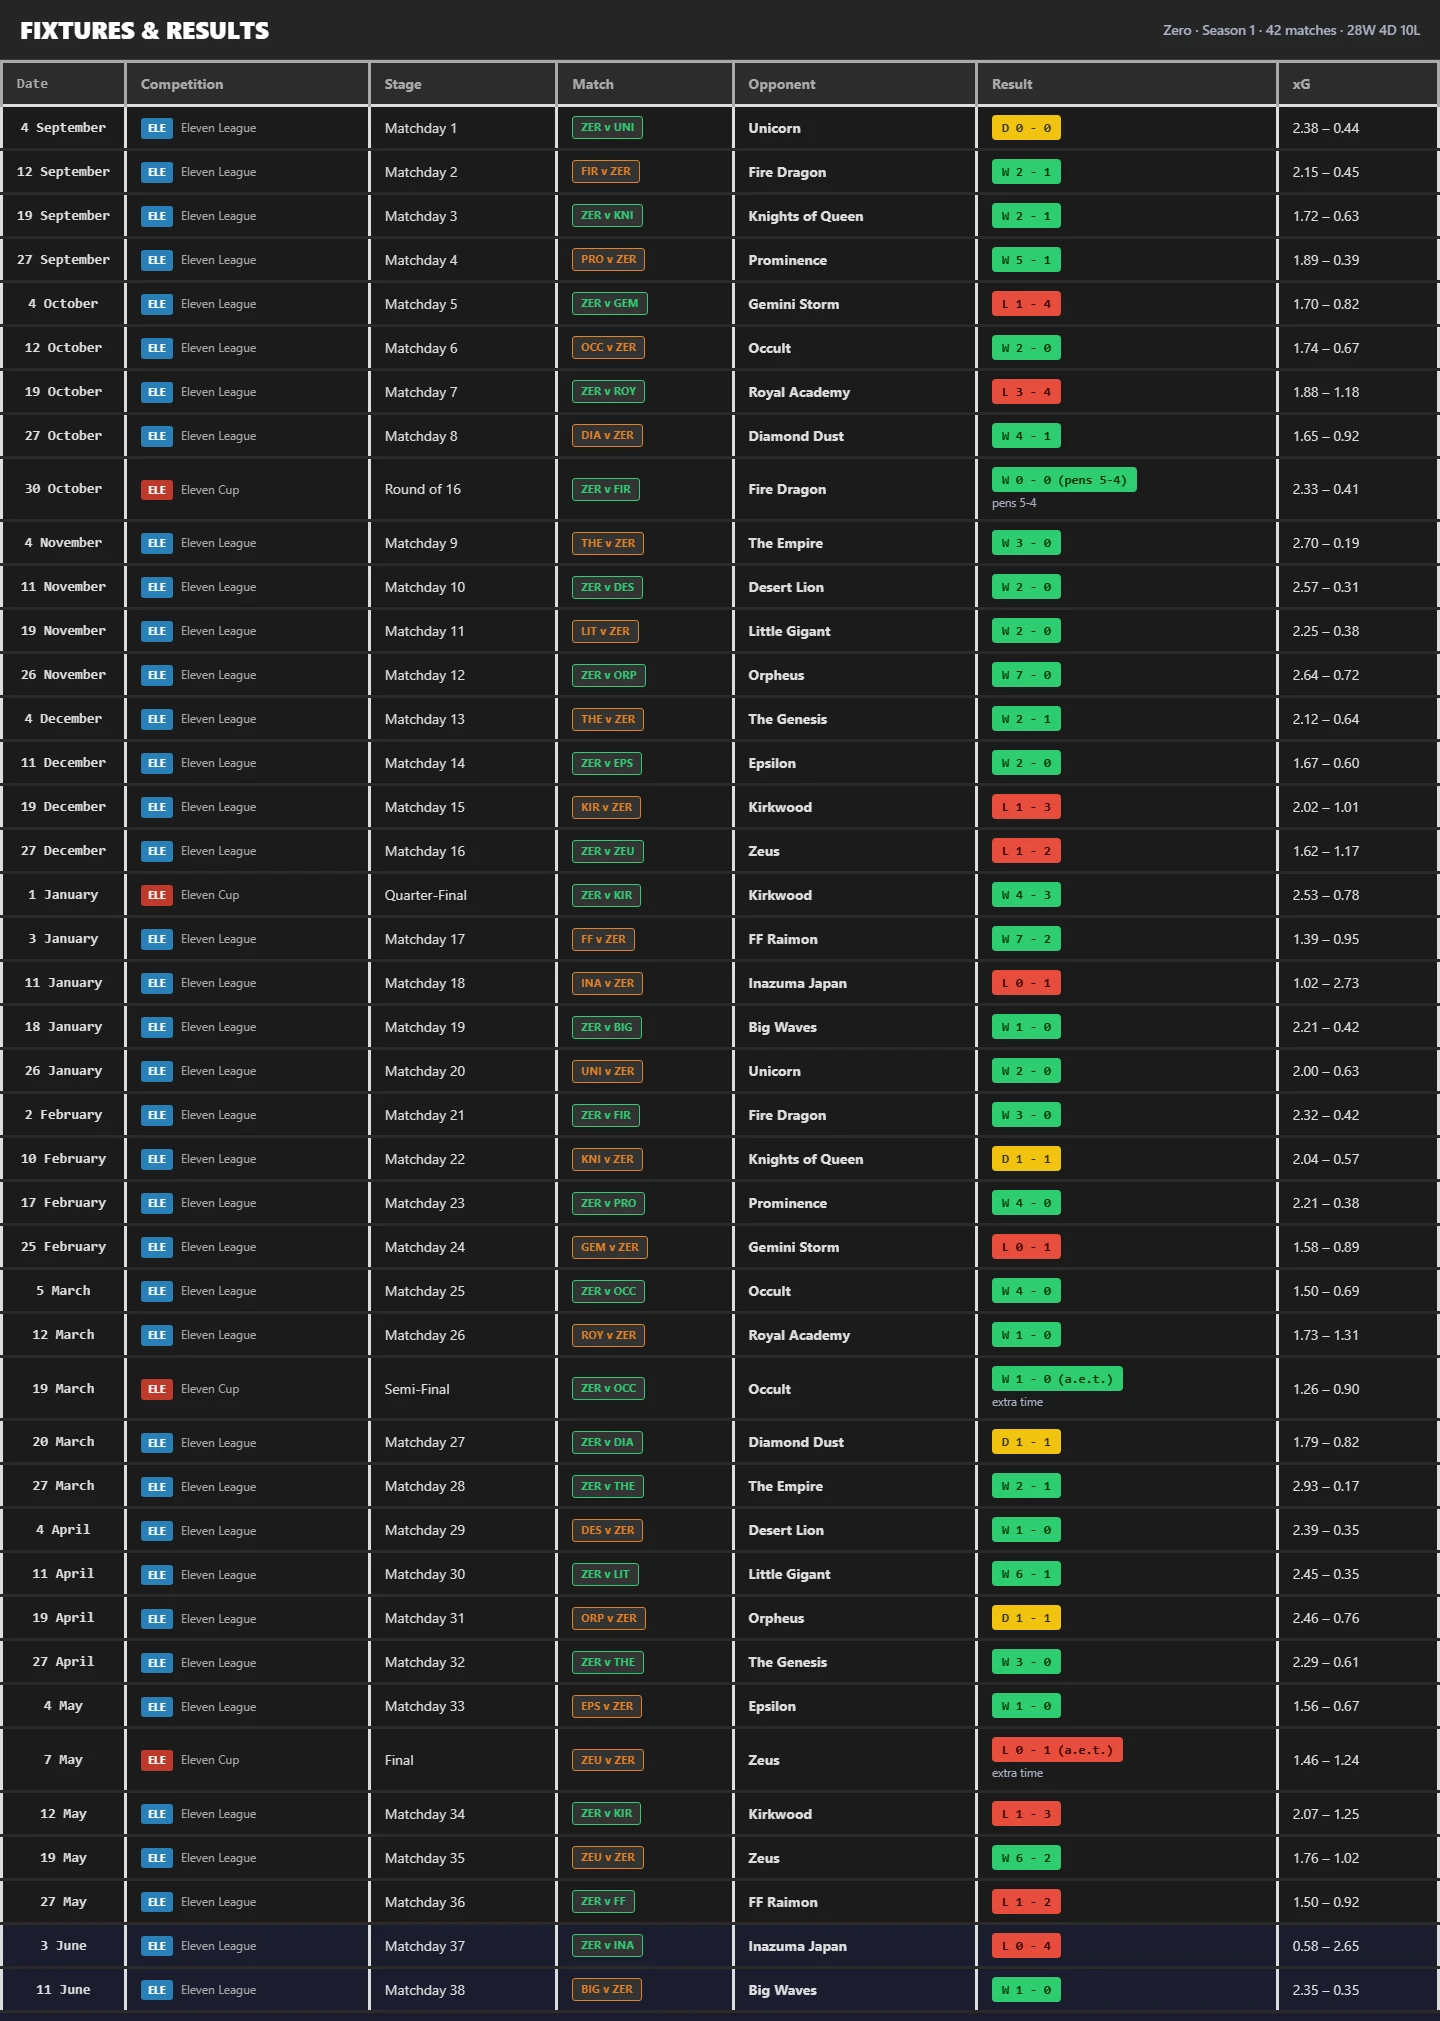 FIXTURES & RESULTS
Zero · Season 1 · 42 matches · 28W 4D 10L
Date Competition Stage Match Opponent Result xG
4 September ELE Eleven League Matchday 1 ZER v UNI Unicorn D 0 - 0 2.38 – 0.44
12 September ELE Eleven League Matchday 2 FIR v ZER Fire Dragon W 2 - 1 2.15 – 0.45
19 September ELE Eleven League Matchday 3 ZER v KNI Knights of Queen W 2 - 1 1.72 – 0.63
27 September ELE Eleven League Matchday 4 PRO v ZER Prominence W 5 - 1 1.89 – 0.39
4 October ELE Eleven League Matchday 5 ZER v GEM Gemini Storm L 1 - 4 1.70 – 0.82
12 October ELE Eleven League Matchday 6 OCC v ZER Occult W 2 - 0 1.74 – 0.67
19 October ELE Eleven League Matchday 7 ZER v ROY Royal Academy L 3 - 4 1.88 – 1.18
27 October ELE Eleven League Matchday 8 DIA v ZER Diamond Dust W 4 - 1 1.65 – 0.92
30 October ELE Eleven Cup Round of 16 ZER v FIR Fire Dragon W 0 - 0 (pens 5-4) 2.33 – 0.41
pens 5-4
4 November ELE Eleven League Matchday 9 THE v ZER The Empire W 3 - 0 2.70 – 0.19
11 November ELE Eleven League Matchday 10 ZER v DES Desert Lion W 2 - 0 2.57 – 0.31
19 November ELE Eleven League Matchday 11 LIT v ZER Little Gigant W 2 - 0 2.25 – 0.38
26 November ELE Eleven League Matchday 12 ZER v ORP Orpheus W 7 - 0 2.64 – 0.72
4 December ELE Eleven League Matchday 13 THE v ZER The Genesis W 2 - 1 2.12 – 0.64
11 December ELE Eleven League Matchday 14 ZER v EPS Epsilon W 2 - 0 1.67 – 0.60
19 December ELE Eleven League Matchday 15 KIR v ZER Kirkwood L 1 - 3 2.02 – 1.01
27 December ELE Eleven League Matchday 16 ZER v ZEU Zeus L 1 - 2 1.62 – 1.17
1 January ELE Eleven Cup Quarter-Final ZER v KIR Kirkwood W 4 - 3 2.53 – 0.78
3 January ELE Eleven League Matchday 17 FF v ZER FF Raimon W 7 - 2 1.39 – 0.95
11 January ELE Eleven League Matchday 18 INA v ZER Inazuma Japan L 0 - 1 1.02 – 2.73
18 January ELE Eleven League Matchday 19 ZER v BIG Big Waves W 1 - 0 2.21 – 0.42
26 January ELE Eleven League Matchday 20 UNI v ZER Unicorn W 2 - 0 2.00 – 0.63
2 February ELE Eleven League Matchday 21 ZER v FIR Fire Dragon W 3 - 0 2.32 – 0.42
10 February ELE Eleven League Matchday 22 KNI v ZER Knights of Queen D 1 - 1 2.04 – 0.57
17 February ELE Eleven League Matchday 23 ZER v PRO Prominence W 4 - 0 2.21 – 0.38
25 February ELE Eleven League Matchday 24 GEM v ZER Gemini Storm L 0 - 1 1.58 – 0.89
5 March ELE Eleven League Matchday 25 ZER v OCC Occult W 4 - 0 1.50 – 0.69
12 March ELE Eleven League Matchday 26 ROY v ZER Royal Academy W 1 - 0 1.73 – 1.31
19 March ELE Eleven Cup Semi-Final ZER v OCC Occult W 1 - 0 (a.e.t.) 1.26 – 0.90
extra time
20 March ELE Eleven League Matchday 27 ZER v DIA Diamond Dust D 1 - 1 1.79 – 0.82
27 March ELE Eleven League Matchday 28 ZER v THE The Empire W 2 - 1 2.93 – 0.17
4 April ELE Eleven League Matchday 29 DES v ZER Desert Lion W 1 - 0 2.39 – 0.35
11 April ELE Eleven League Matchday 30 ZER v LIT Little Gigant W 6 - 1 2.45 – 0.35
19 April ELE Eleven League Matchday 31 ORP v ZER Orpheus D 1 - 1 2.46 – 0.76
27 April ELE Eleven League Matchday 32 ZER v THE The Genesis W 3 - 0 2.29 – 0.61
4 May ELE Eleven League Matchday 33 EPS v ZER Epsilon W 1 - 0 1.56 – 0.67
7 May ELE Eleven Cup Final ZEU v ZER Zeus L 0 - 1 (a.e.t.) 1.46 – 1.24
extra time
12 May ELE Eleven League Matchday 34 ZER v KIR Kirkwood L 1 - 3 2.07 – 1.25
19 May ELE Eleven League Matchday 35 ZEU v ZER Zeus W 6 - 2 1.76 – 1.02
27 May ELE Eleven League Matchday 36 ZER v FF FF Raimon L 1 - 2 1.50 – 0.92
3 June ELE Eleven League Matchday 37 ZER v INA Inazuma Japan L 0 - 4 0.58 – 2.65
11 June ELE Eleven League Matchday 38 BIG v ZER Big Waves W 1 - 0 2.35 – 0.35